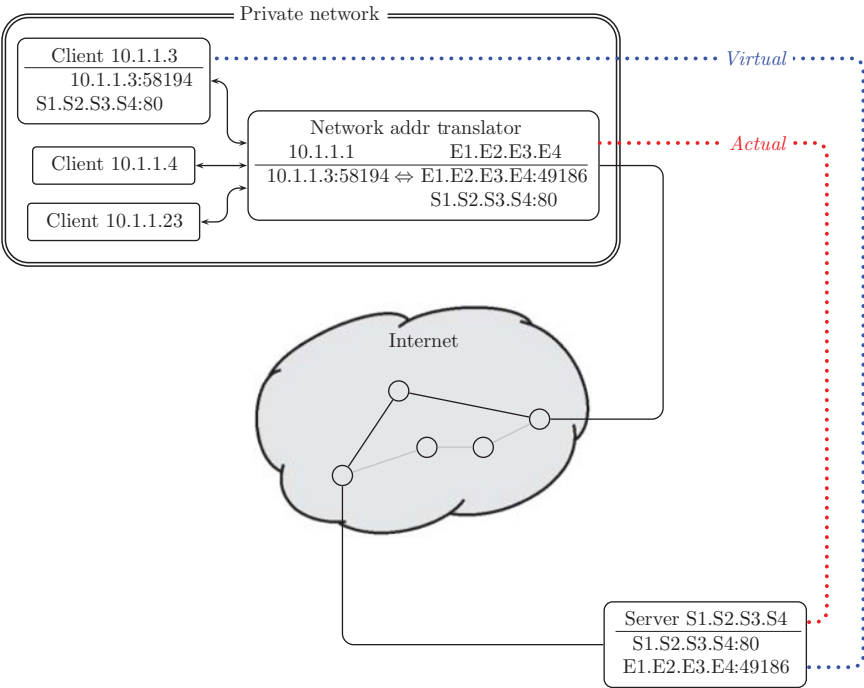 Private network
Client 10.1.1.3
10.1.1.3:58194
S1.S2.S3.S4:80
Virtual
Network addr translator
10.1.1.1 E1.E2.E3.E4
10.1.1.3:58194 ⇔ E1.E2.E3.E4:49186
S1.S2.S3.S4:80
Actual
Client 10.1.1.4
Client 10.1.1.23
Internet
Server S1.S2.S3.S4
S1.S2.S3.S4:80
E1.E2.E3.E4:49186